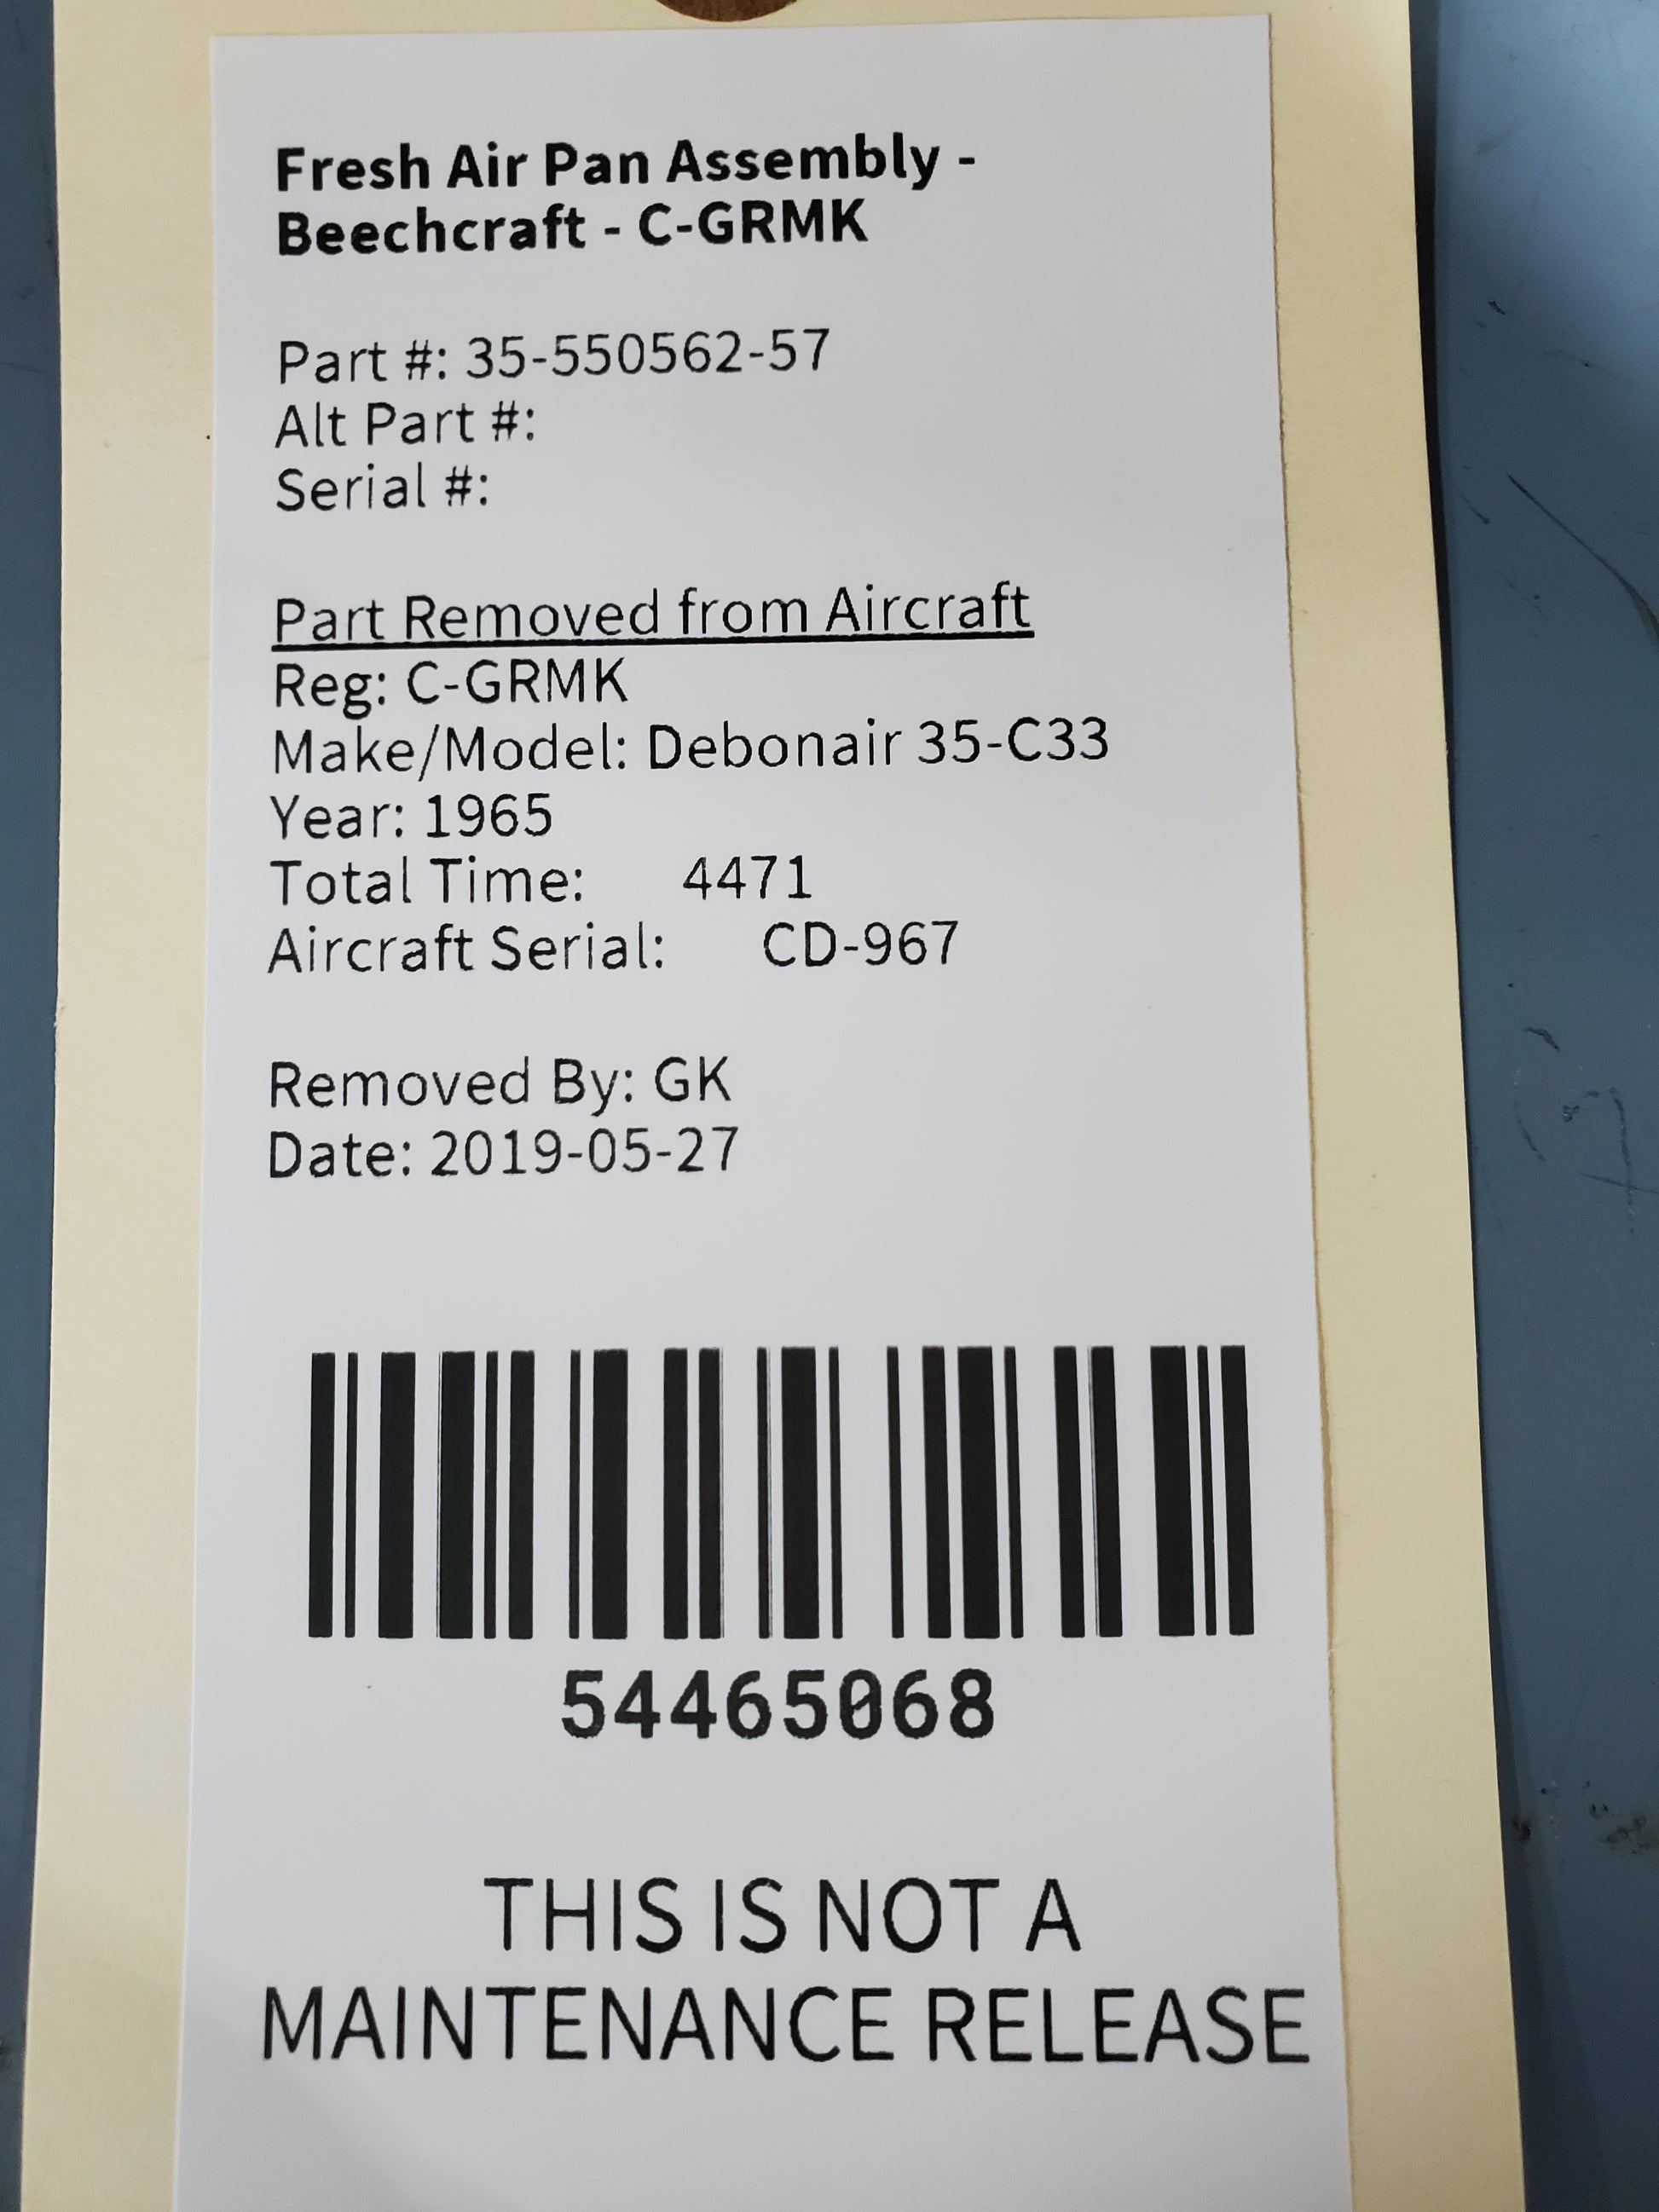 Fresh Air Pan Assembly -
Beechcraft - C-GRMK
Part #: 35-550562-57
Alt Part #:
Serial #:
Part Removed from Aircraft
Reg: C-GRMK
Make/Model: Debonair 35-C33
Year: 1965
Total Time: 4471
Aircraft Serial: CD-967
Removed By: GK
Date: 2019-05-27
54465068
THIS IS NOT A
MAINTENANCE RELEASE